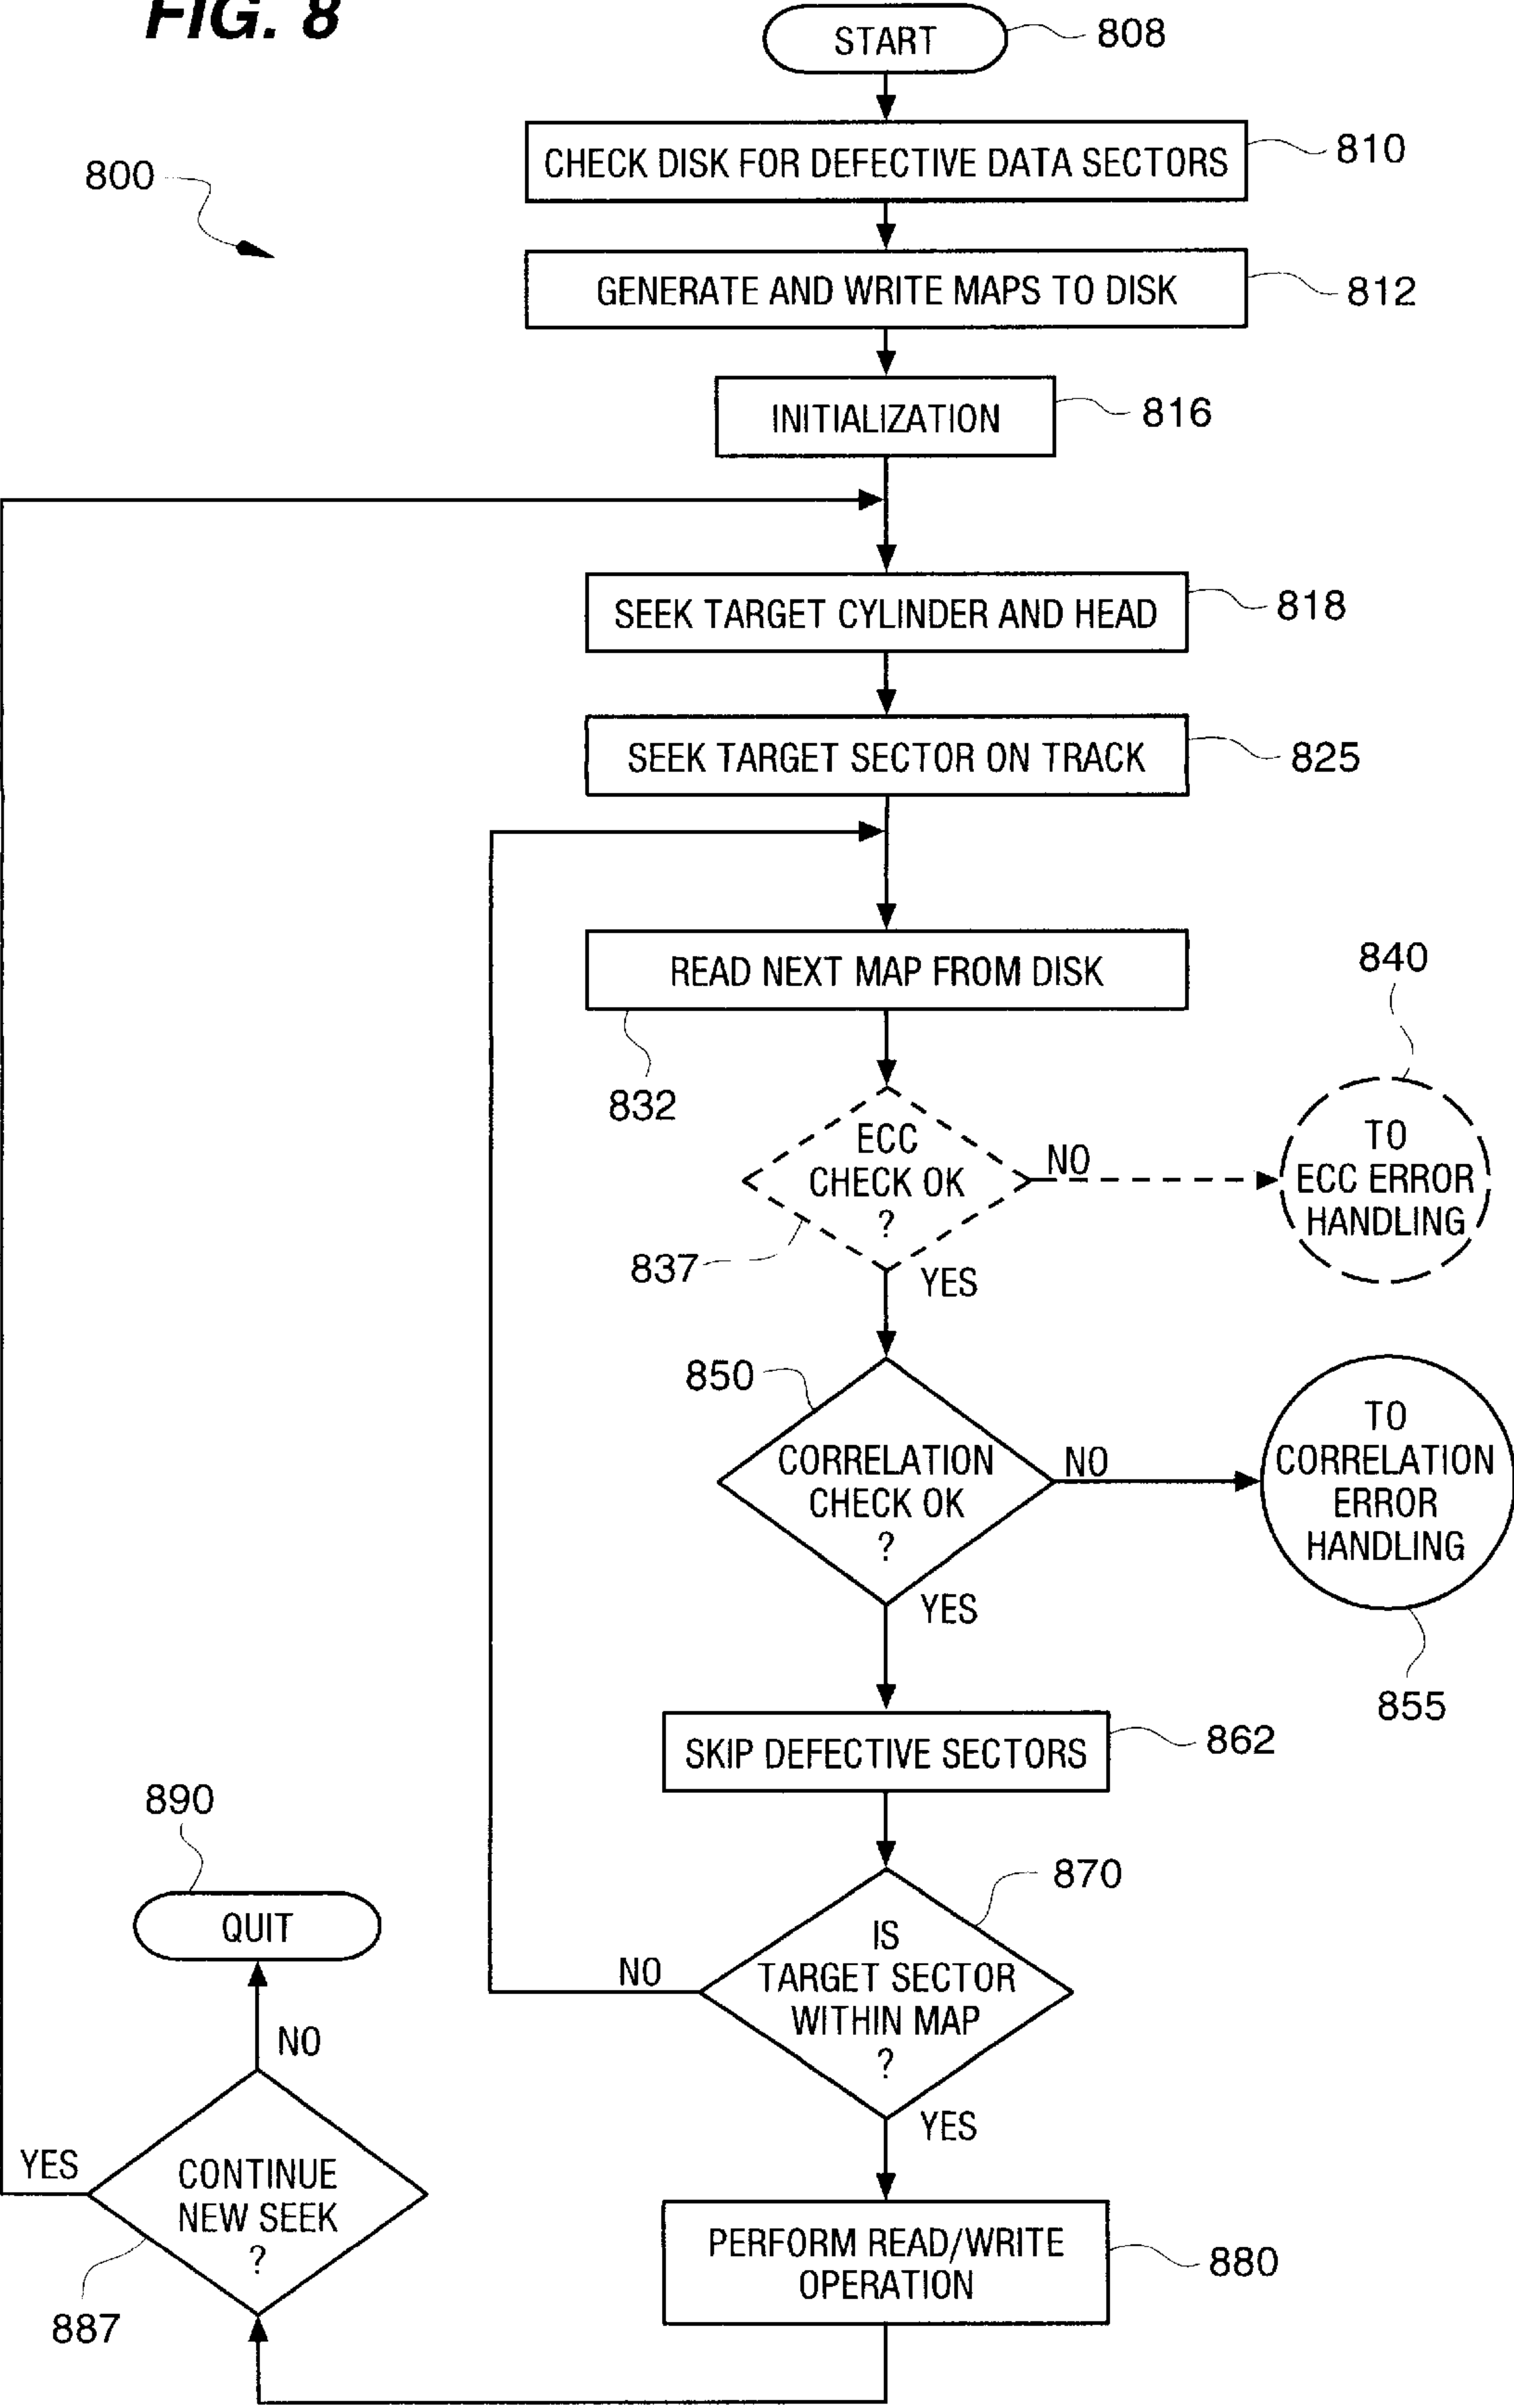 FIG. 8
START
808
CHECK DISK FOR DEFECTIVE DATA SECTORS
810
800
GENERATE AND WRITE MAPS TO DISK
812
INITIALIZATION
816
SEEK TARGET CYLINDER AND HEAD
818
SEEK TARGET SECTOR ON TRACK
825
READ NEXT MAP FROM DISK
832
840
ECC
CHECK OK
?
NO
TO
ECC ERROR
HANDLING
837
YES
850
CORRELATION
CHECK OK
?
NO
TO
CORRELATION
ERROR
HANDLING
YES
855
SKIP DEFECTIVE SECTORS
862
890
QUIT
870
IS
TARGET SECTOR
WITHIN MAP
?
NO
NO
YES
YES
CONTINUE
NEW SEEK
?
887
PERFORM READ/WRITE
OPERATION
880